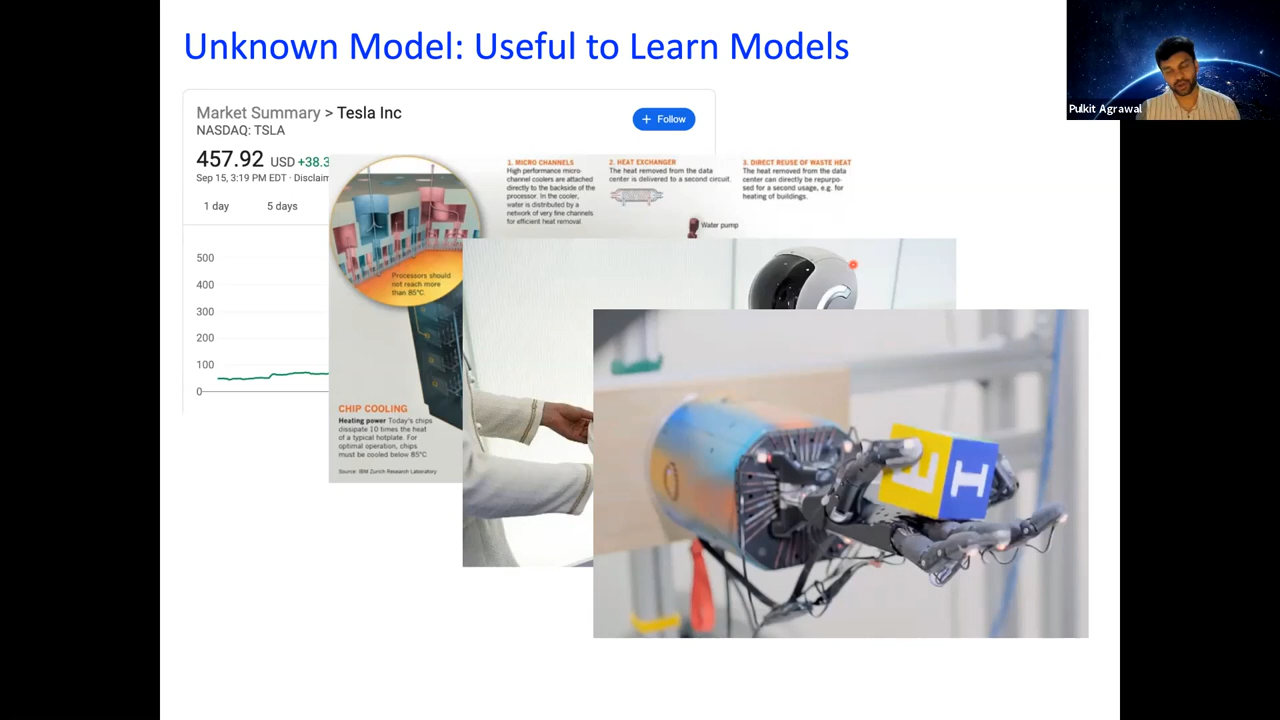 Unknown Model: Useful to Learn Models
Pulkit Agrawal
Market Summary > Tesla Inc
NASDAQ: TSLA
+ Follow
457.92 USD +38.3
Sep 15, 3:19 PM EDT · Disclaim
1 day 5 days
500
400
300
200
100
0
1. MICRO CHANNELS
High performance micro-
channel coolers are attached
directly to the backside of the
processor. In the cooler,
water is distributed by a
network of very fine channels
for efficient heat removal.
2. HEAT EXCHANGER
The heat removed from the data
center is delivered to a second circuit.
3. DIRECT REUSE OF WASTE HEAT
The heat removed from the data
center can directly be repurpo-
sed for a second usage, e.g. for
heating of buildings.
Water pump
Processors should
not reach more
than 85°C.
CHIP COOLING
Heating power Today's chips
dissipate 10 times the heat
of a typical hotplate. For
optimal operation, chips
must be cooled below 85°C
Source: IBM Zurich Research Laboratory
E I